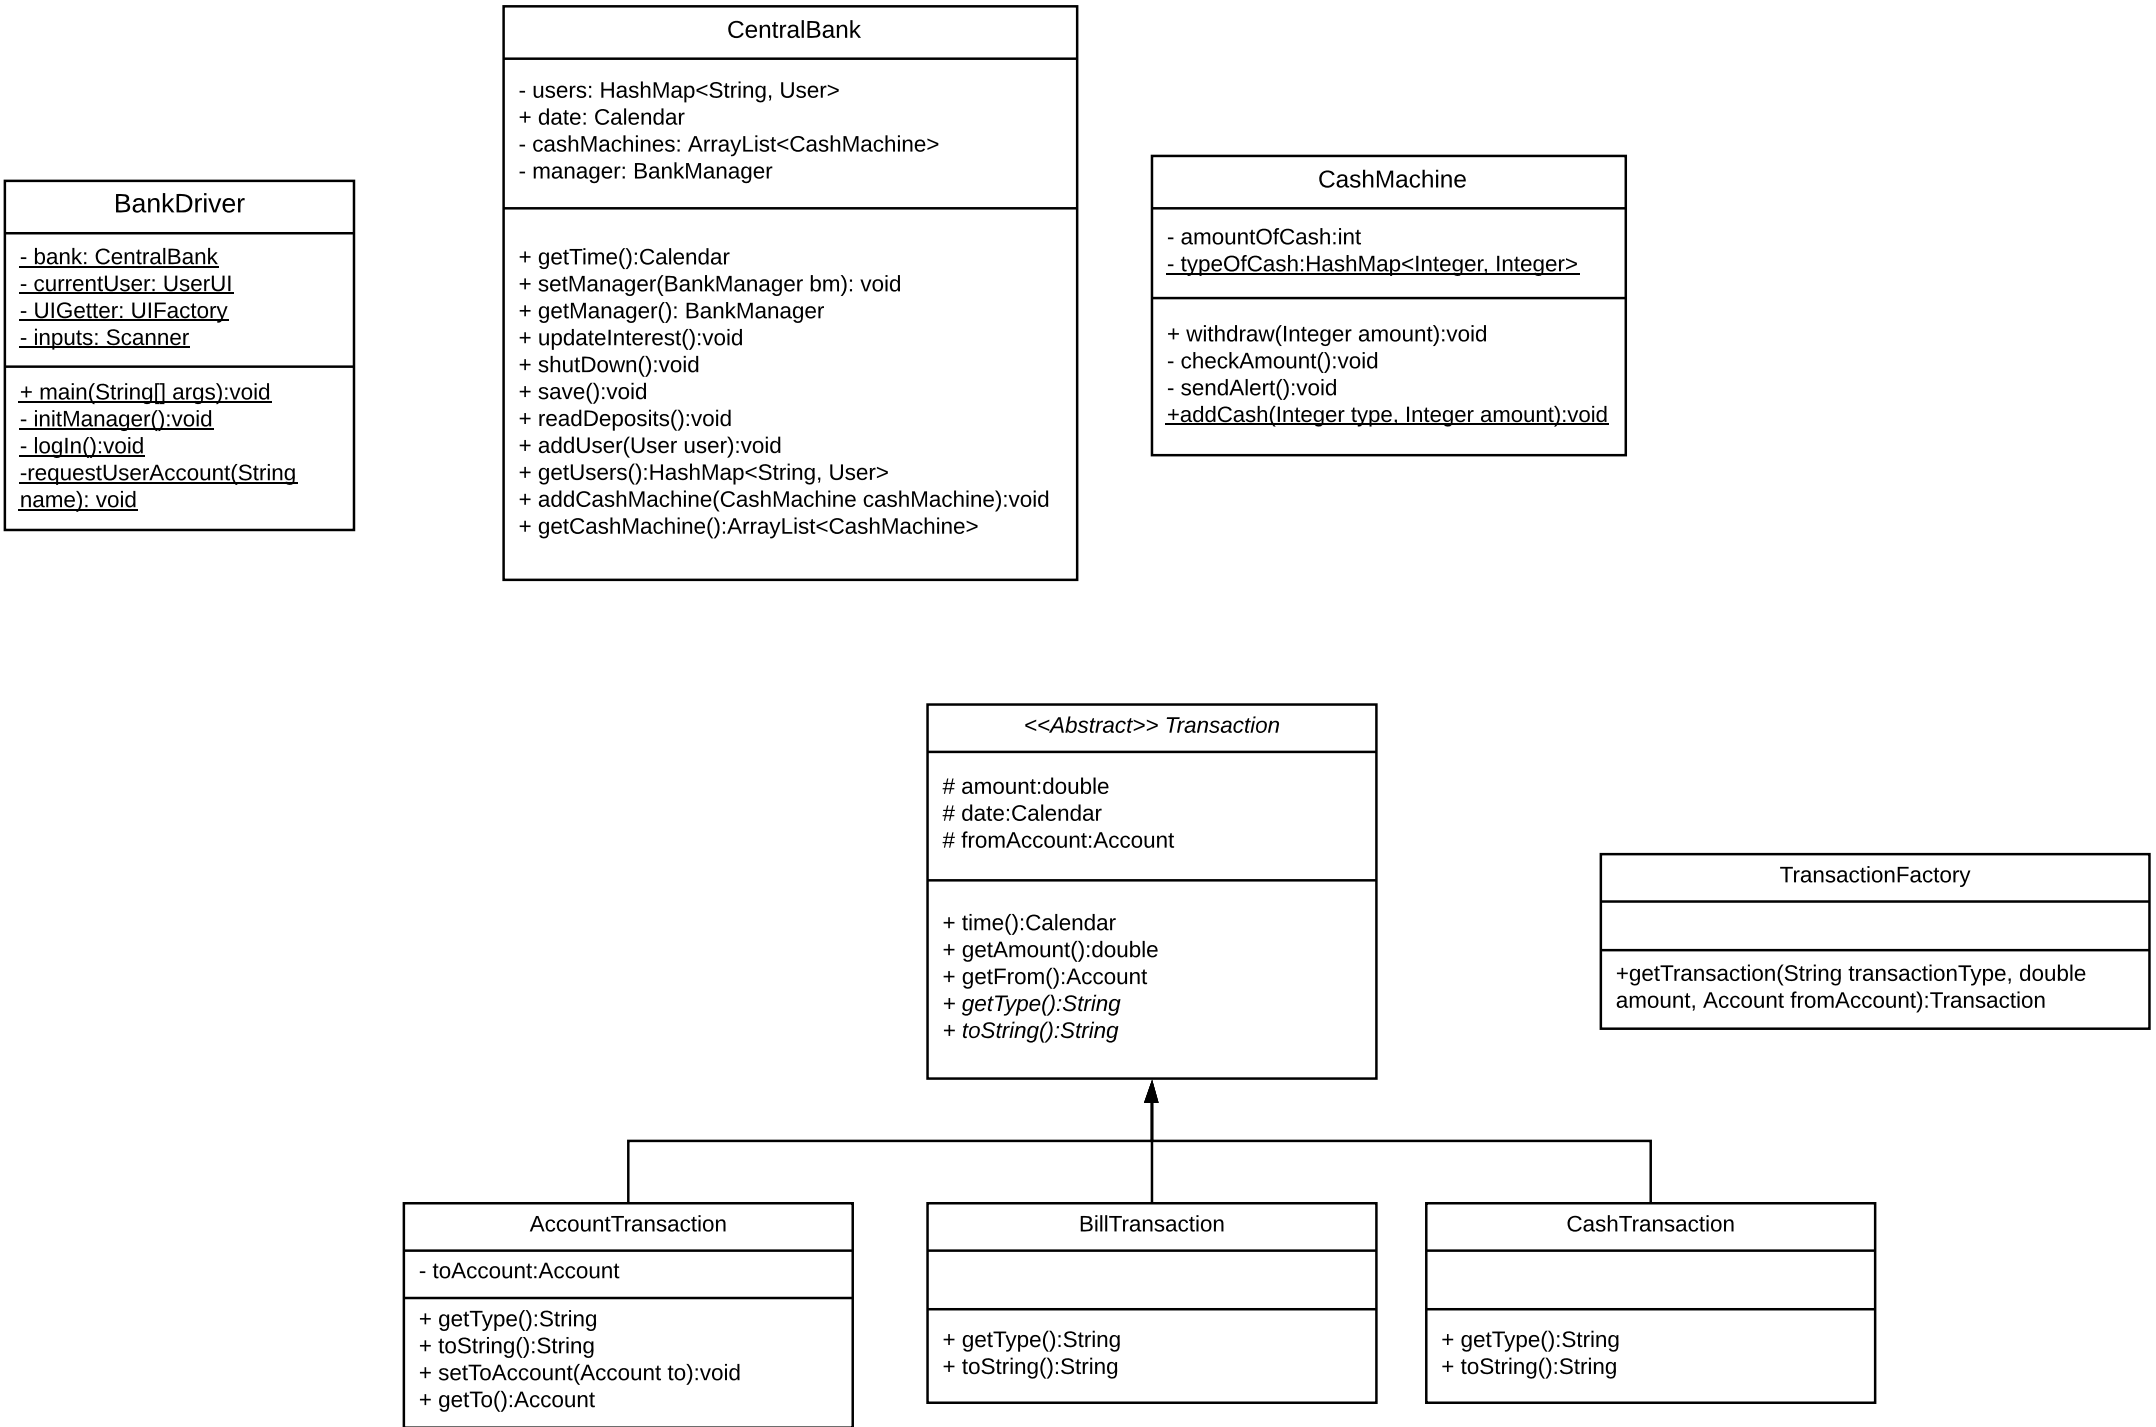 CentralBank
- users: HashMap<String, User>
+ date: Calendar
- cashMachines: ArrayList<CashMachine>
- manager: BankManager
+ getTime():Calendar
+ setManager(BankManager bm): void
+ getManager(): BankManager
+ updateInterest():void
+ shutDown():void
+ save():void
+ readDeposits():void
+ addUser(User user):void
+ getUsers():HashMap<String, User>
+ addCashMachine(CashMachine cashMachine):void
+ getCashMachine():ArrayList<CashMachine>
BankDriver
- bank: CentralBank
- currentUser: UserUI
- UIGetter: UIFactory
- inputs: Scanner
+ main(String[] args):void
- initManager():void
- logIn():void
-requestUserAccount(String
name): void
CashMachine
- amountOfCash:int
- typeOfCash:HashMap<Integer, Integer>
+ withdraw(Integer amount):void
- checkAmount():void
- sendAlert():void
+addCash(Integer type, Integer amount):void
<<Abstract>> Transaction
# amount:double
# date:Calendar
# fromAccount:Account
+ time():Calendar
+ getAmount():double
+ getFrom():Account
+ getType():String
+ toString():String
TransactionFactory
+getTransaction(String transactionType, double
amount, Account fromAccount):Transaction
AccountTransaction
- toAccount:Account
+ getType():String
+ toString():String
+ setToAccount(Account to):void
+ getTo():Account
BillTransaction
+ getType():String
+ toString():String
CashTransaction
+ getType():String
+ toString():String